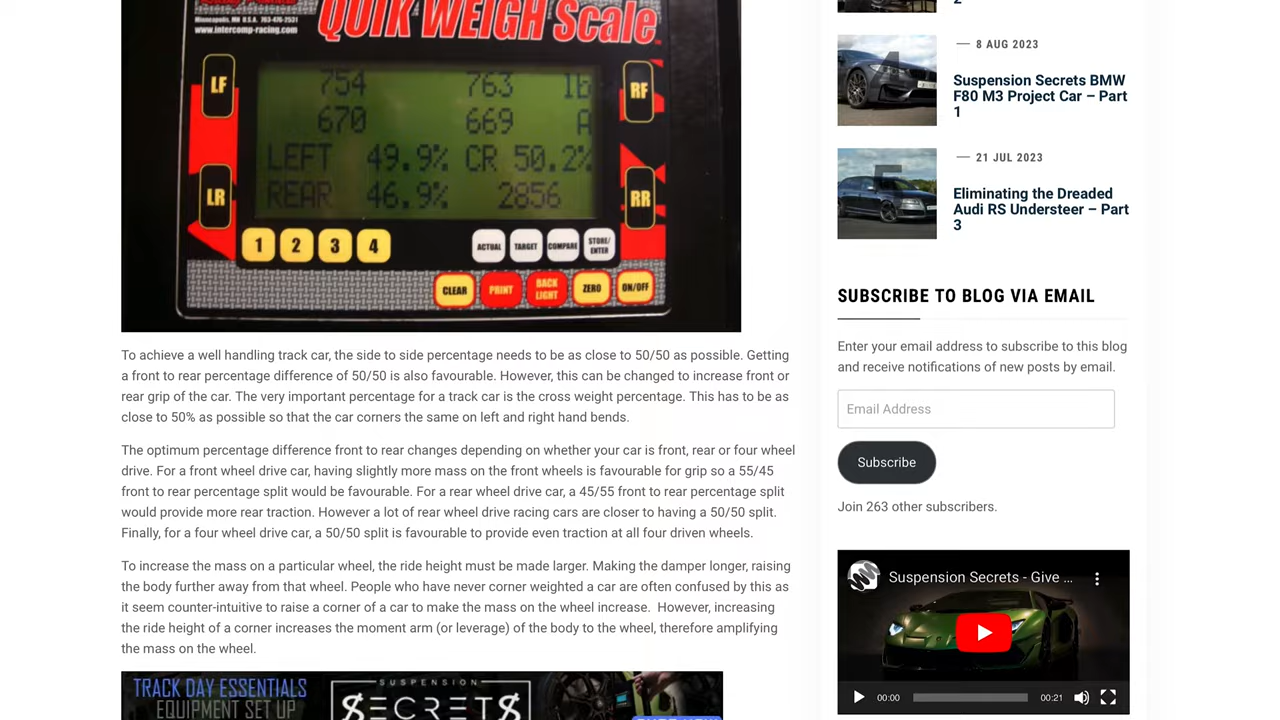 Minneapolis, MN U.S.A. 763-476-2531
www.intercomp-racing.com
QUIK WEIGH Scale
LF
RF
LR
RR
754 763 lb
670 669 A
LEFT 49.9% CR 50.2%
REAR 46.9% 2856
1 2 3 4
ACTUAL TARGET COMPARE STORE/
ENTER
CLEAR PRINT BACK
LIGHT ZERO ON/OFF
To achieve a well handling track car, the side to side percentage needs to be as close to 50/50 as possible. Getting
a front to rear percentage difference of 50/50 is also favourable. However, this can be changed to increase front or
rear grip of the car. The very important percentage for a track car is the cross weight percentage. This has to be as
close to 50% as possible so that the car corners the same on left and right hand bends.
The optimum percentage difference front to rear changes depending on whether your car is front, rear or four wheel
drive. For a front wheel drive car, having slightly more mass on the front wheels is favourable for grip so a 55/45
front to rear percentage split would be favourable. For a rear wheel drive car, a 45/55 front to rear percentage split
would provide more rear traction. However a lot of rear wheel drive racing cars are closer to having a 50/50 split.
Finally, for a four wheel drive car, a 50/50 split is favourable to provide even traction at all four driven wheels.
To increase the mass on a particular wheel, the ride height must be made larger. Making the damper longer, raising
the body further away from that wheel. People who have never corner weighted a car are often confused by this as
it seem counter-intuitive to raise a corner of a car to make the mass on the wheel increase. However, increasing
the ride height of a corner increases the moment arm (or leverage) of the body to the wheel, therefore amplifying
the mass on the wheel.
TRACK DAY ESSENTIALS
EQUIPMENT SET UP
SUSPENSION
SECRETS
2
4
8 AUG 2023
Suspension Secrets BMW
F80 M3 Project Car – Part
1
5
21 JUL 2023
Eliminating the Dreaded
Audi RS Understeer – Part
3
SUBSCRIBE TO BLOG VIA EMAIL
Enter your email address to subscribe to this blog
and receive notifications of new posts by email.
Email Address
Subscribe
Join 263 other subscribers.
Suspension Secrets - Give ...
00:00
00:21